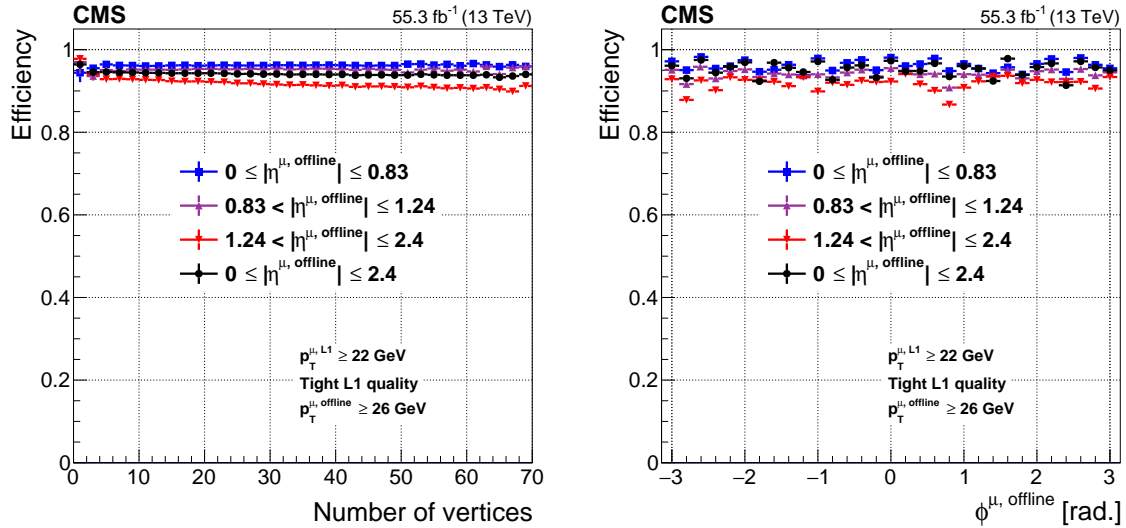 CMS
55.3 fb⁻¹ (13 TeV)
Efficiency
1
0.8
0.6
0.4
0.2
0
0 ≤ |η^{μ, offline}| ≤ 0.83
0.83 < |η^{μ, offline}| ≤ 1.24
1.24 < |η^{μ, offline}| ≤ 2.4
0 ≤ |η^{μ, offline}| ≤ 2.4
p_T^{μ, L1} ≥ 22 GeV
Tight L1 quality
p_T^{μ, offline} ≥ 26 GeV
0 10 20 30 40 50 60 70
Number of vertices
CMS
55.3 fb⁻¹ (13 TeV)
Efficiency
1
0.8
0.6
0.4
0.2
0
0 ≤ |η^{μ, offline}| ≤ 0.83
0.83 < |η^{μ, offline}| ≤ 1.24
1.24 < |η^{μ, offline}| ≤ 2.4
0 ≤ |η^{μ, offline}| ≤ 2.4
p_T^{μ, L1} ≥ 22 GeV
Tight L1 quality
p_T^{μ, offline} ≥ 26 GeV
−3 −2 −1 0 1 2 3
ϕ^{μ, offline} [rad.]